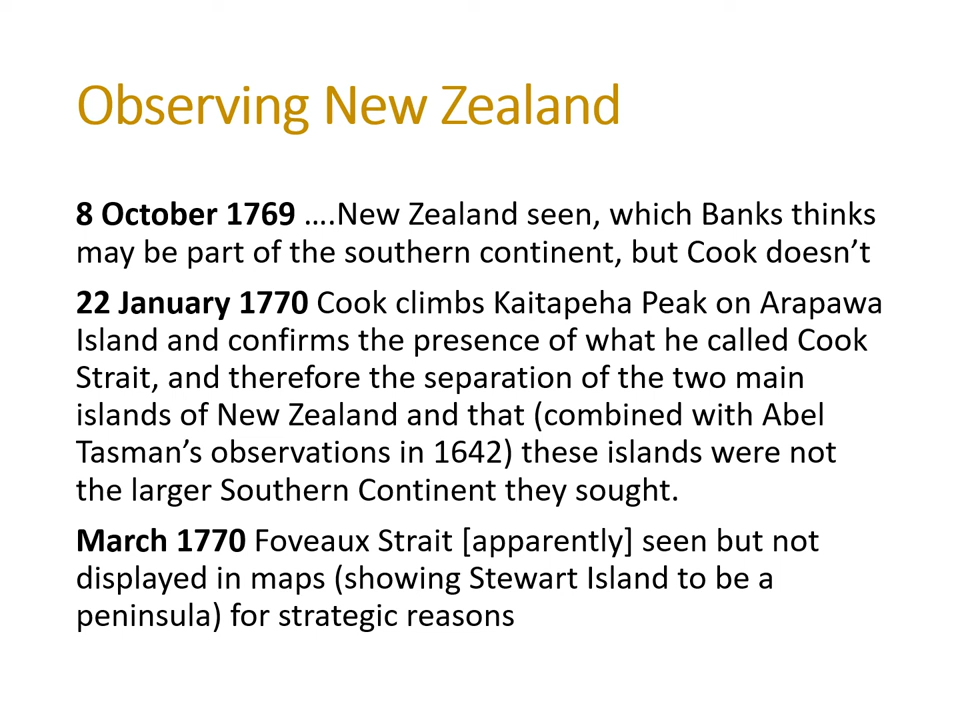 Observing New Zealand
8 October 1769 ….New Zealand seen, which Banks thinks
may be part of the southern continent, but Cook doesn’t
22 January 1770 Cook climbs Kaitapeha Peak on Arapawa
Island and confirms the presence of what he called Cook
Strait, and therefore the separation of the two main
islands of New Zealand and that (combined with Abel
Tasman’s observations in 1642) these islands were not
the larger Southern Continent they sought.
March 1770 Foveaux Strait [apparently] seen but not
displayed in maps (showing Stewart Island to be a
peninsula) for strategic reasons